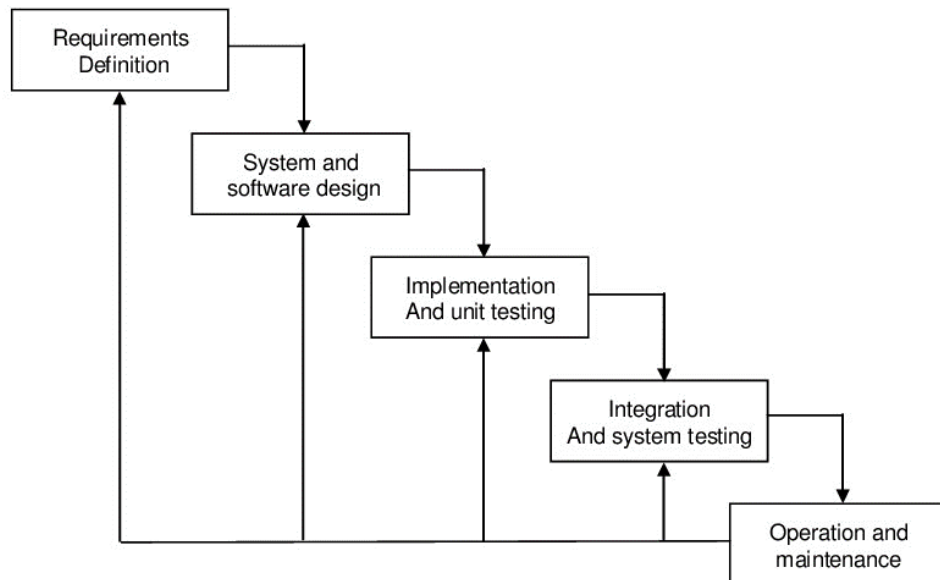 Requirements
Definition
System and
software design
Implementation
And unit testing
Integration
And system testing
Operation and
maintenance